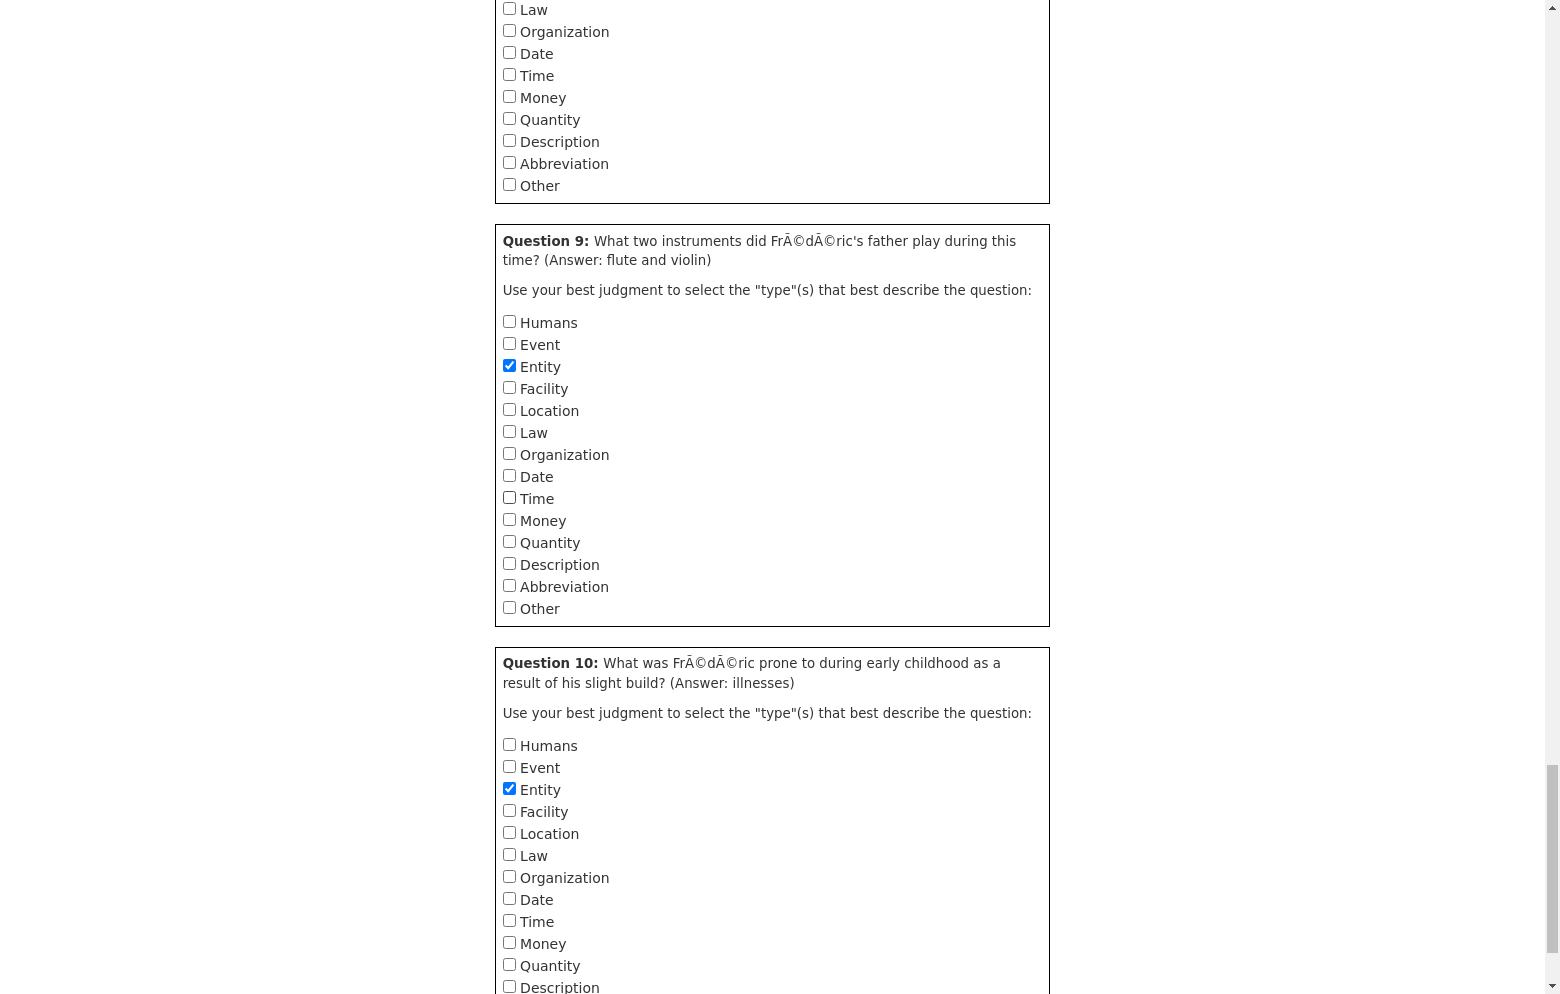 Law
Organization
Date
Time
Money
Quantity
Description
Abbreviation
Other
Question 9: What two instruments did FrÃ©dÃ©ric's father play during this
time? (Answer: flute and violin)
Use your best judgment to select the "type"(s) that best describe the question:
Humans
Event
Entity
Facility
Location
Law
Organization
Date
Time
Money
Quantity
Description
Abbreviation
Other
Question 10: What was FrÃ©dÃ©ric prone to during early childhood as a
result of his slight build? (Answer: illnesses)
Use your best judgment to select the "type"(s) that best describe the question:
Humans
Event
Entity
Facility
Location
Law
Organization
Date
Time
Money
Quantity
Description